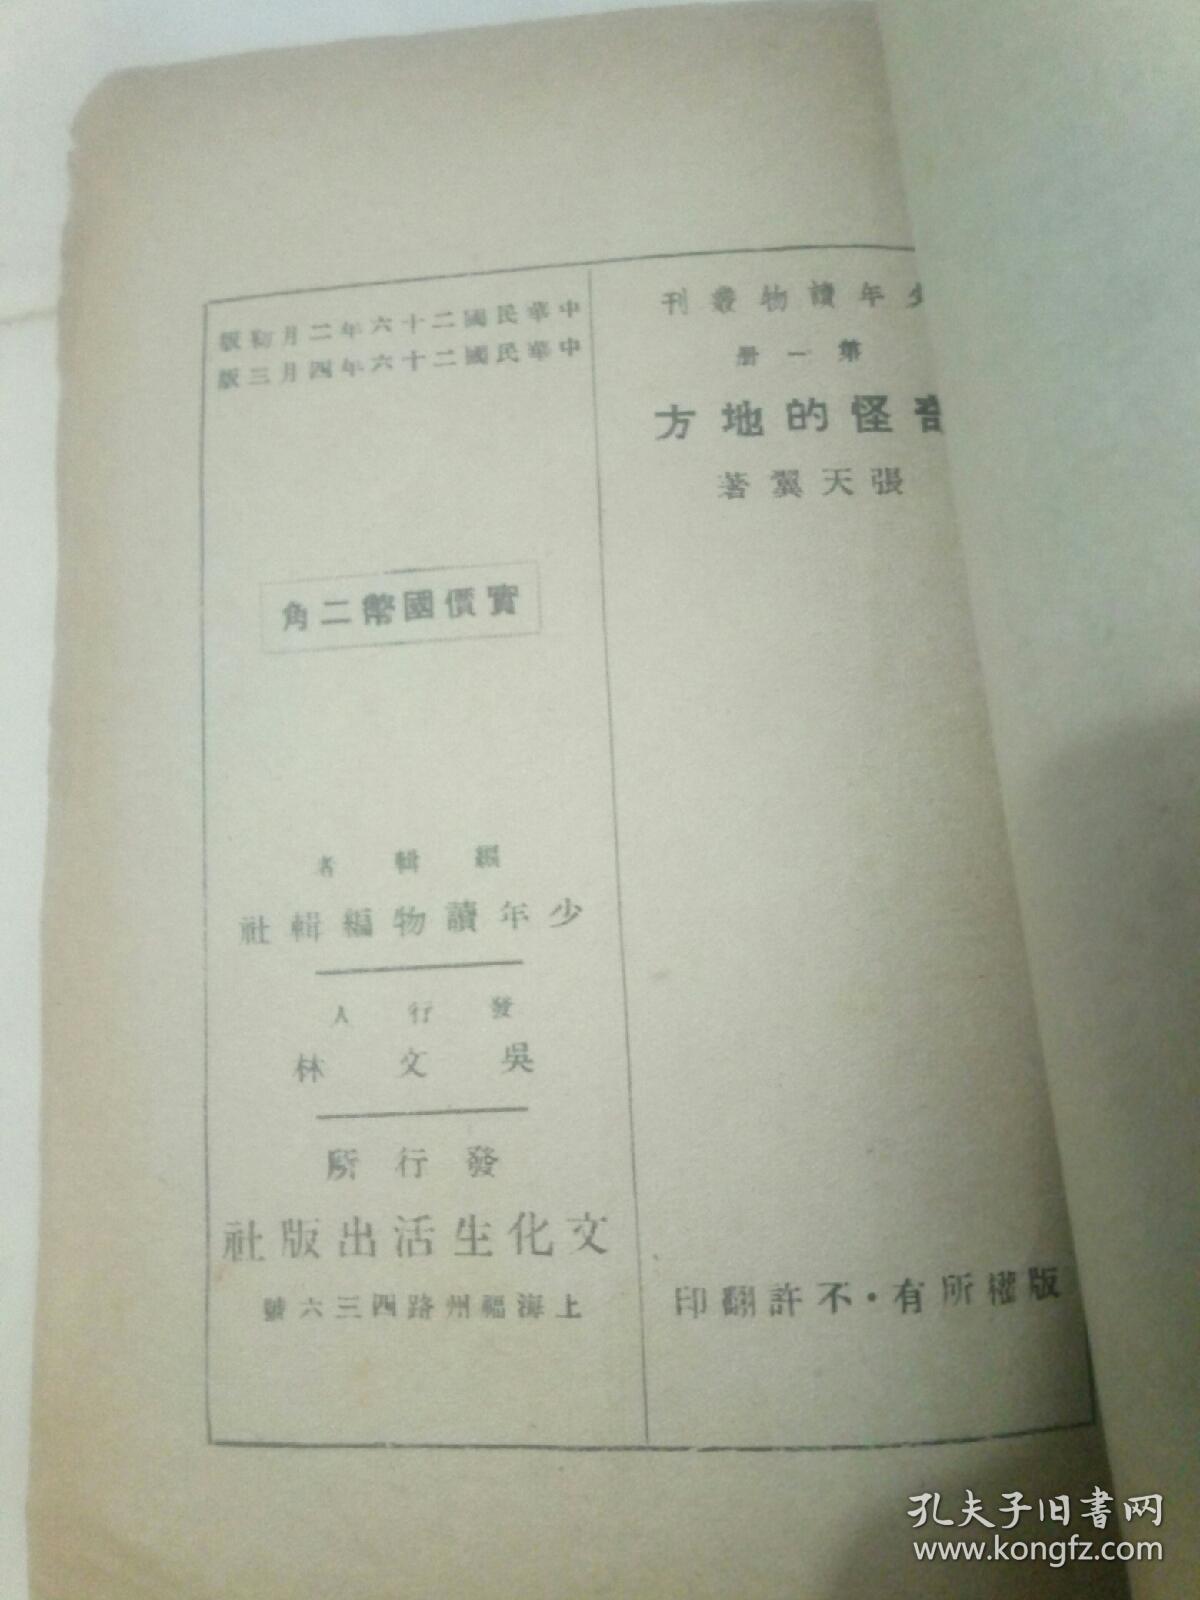 少年讀物叢刊
第一册
奇怪的地方
張天翼著
版權所有·不許翻印
中華民國二十六年二月初版
中華民國二十六年四月三版
實價國幣二角
編輯者
少年讀物編輯社
發行人
吳文林
發行所
文化生活出版社
上海福州路四三六號
孔夫子旧書网
www.kongfz.com